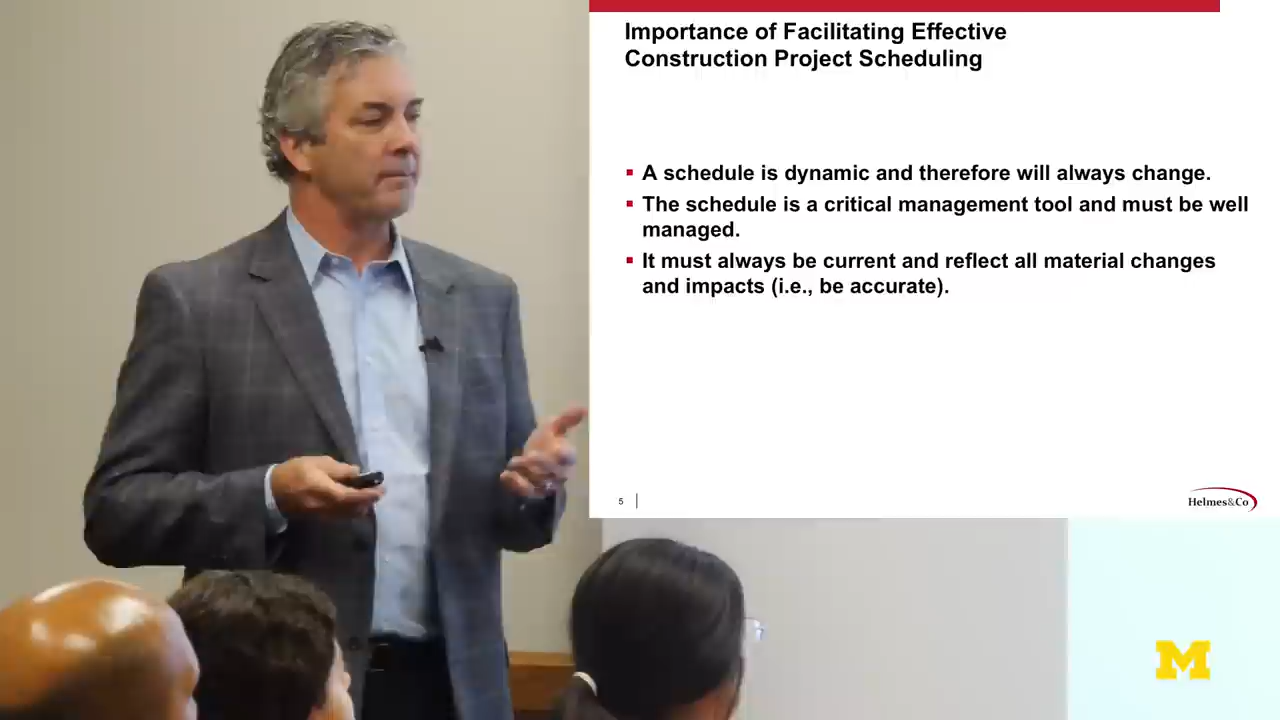 Importance of Facilitating Effective
Construction Project Scheduling
▪ A schedule is dynamic and therefore will always change.
▪ The schedule is a critical management tool and must be well
managed.
▪ It must always be current and reflect all material changes
and impacts (i.e., be accurate).
5
Helmes&Co
M